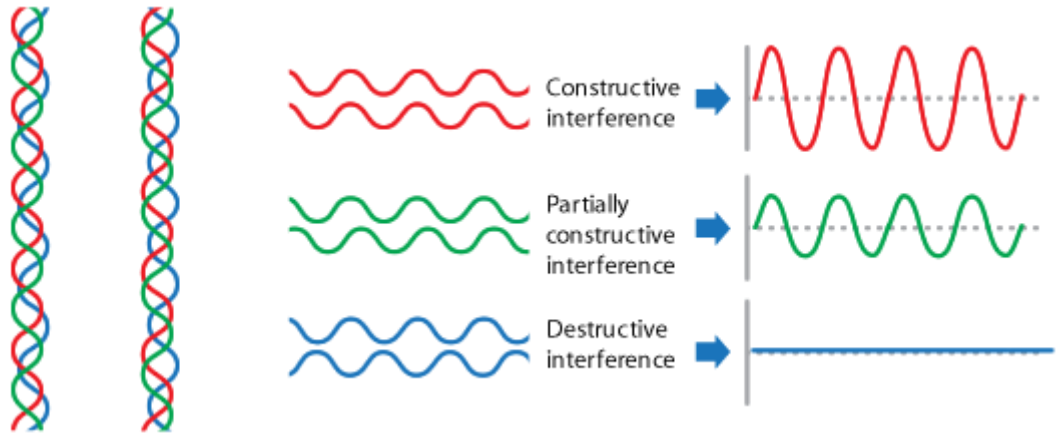 Constructive
interference
Partially
constructive
interference
Destructive
interference